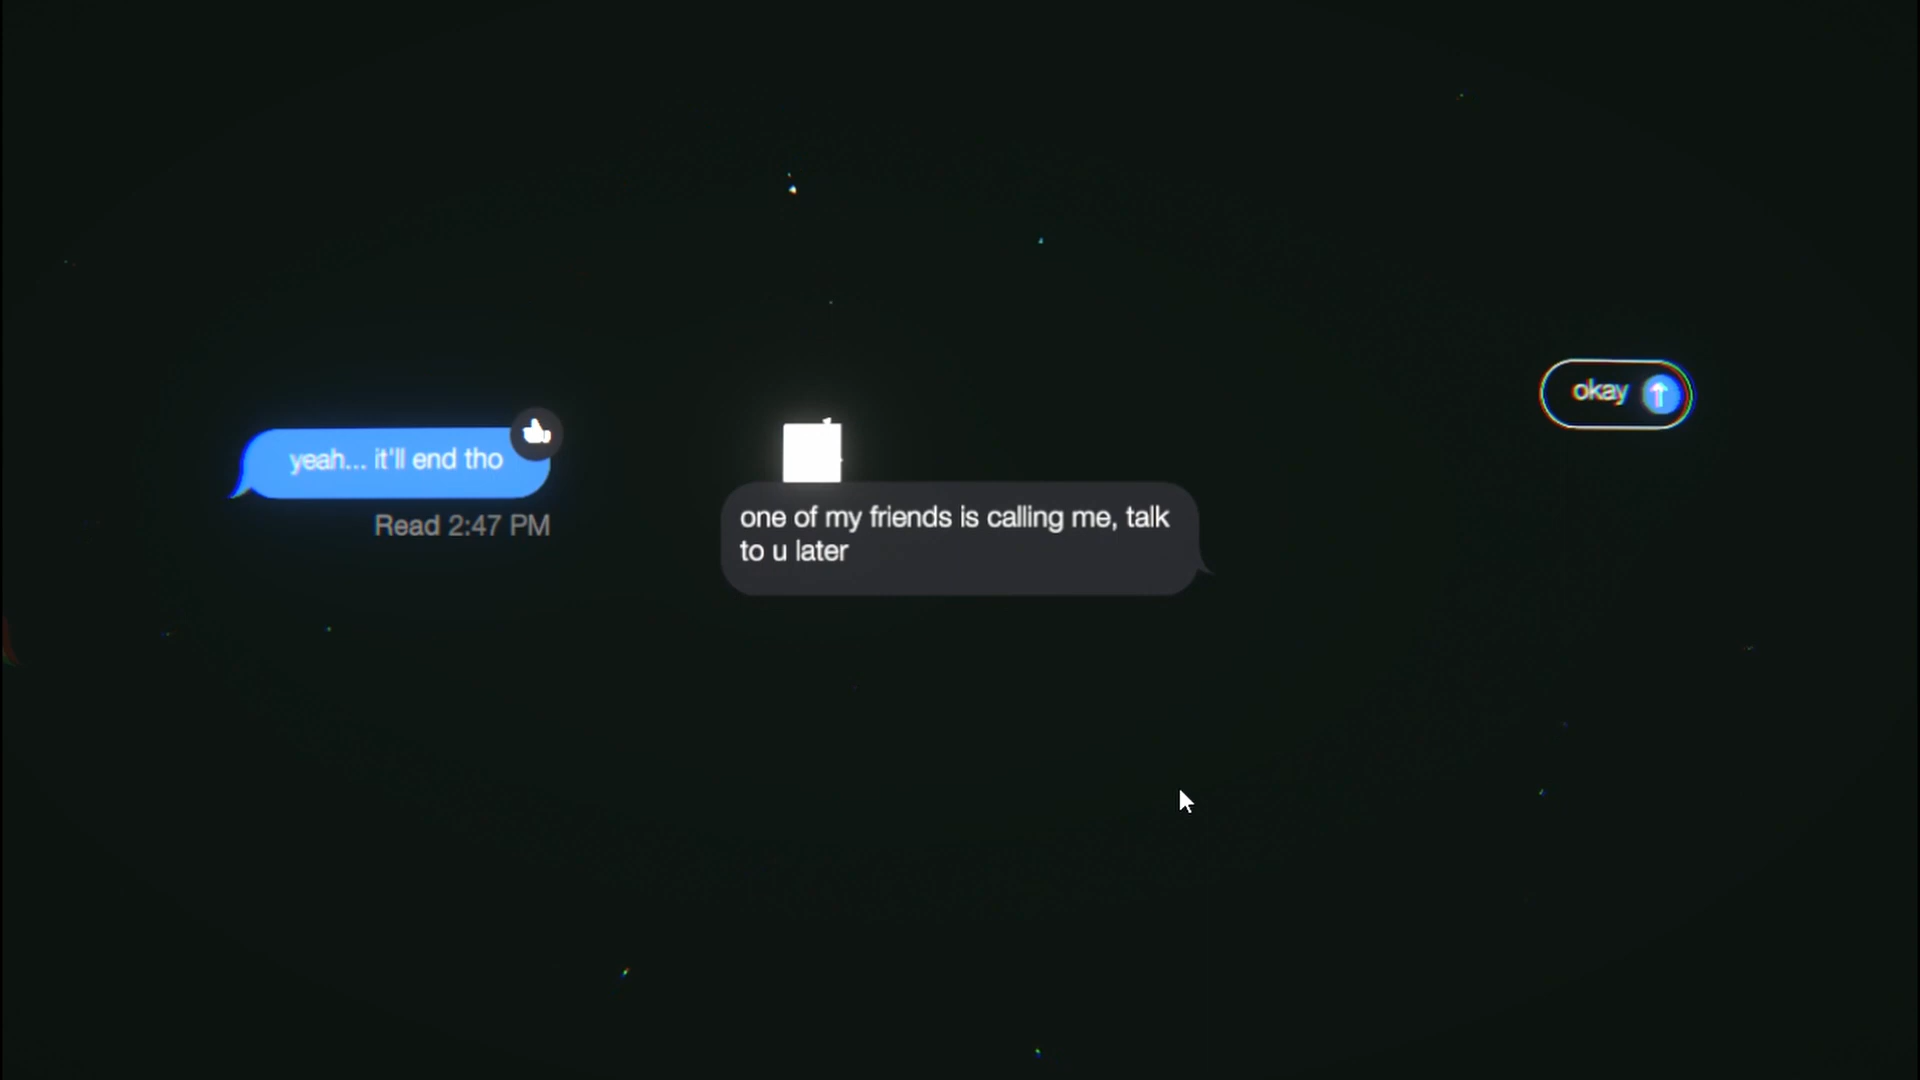 yeah... it'll end tho
Read 2:47 PM
one of my friends is calling me, talk
to u later
okay